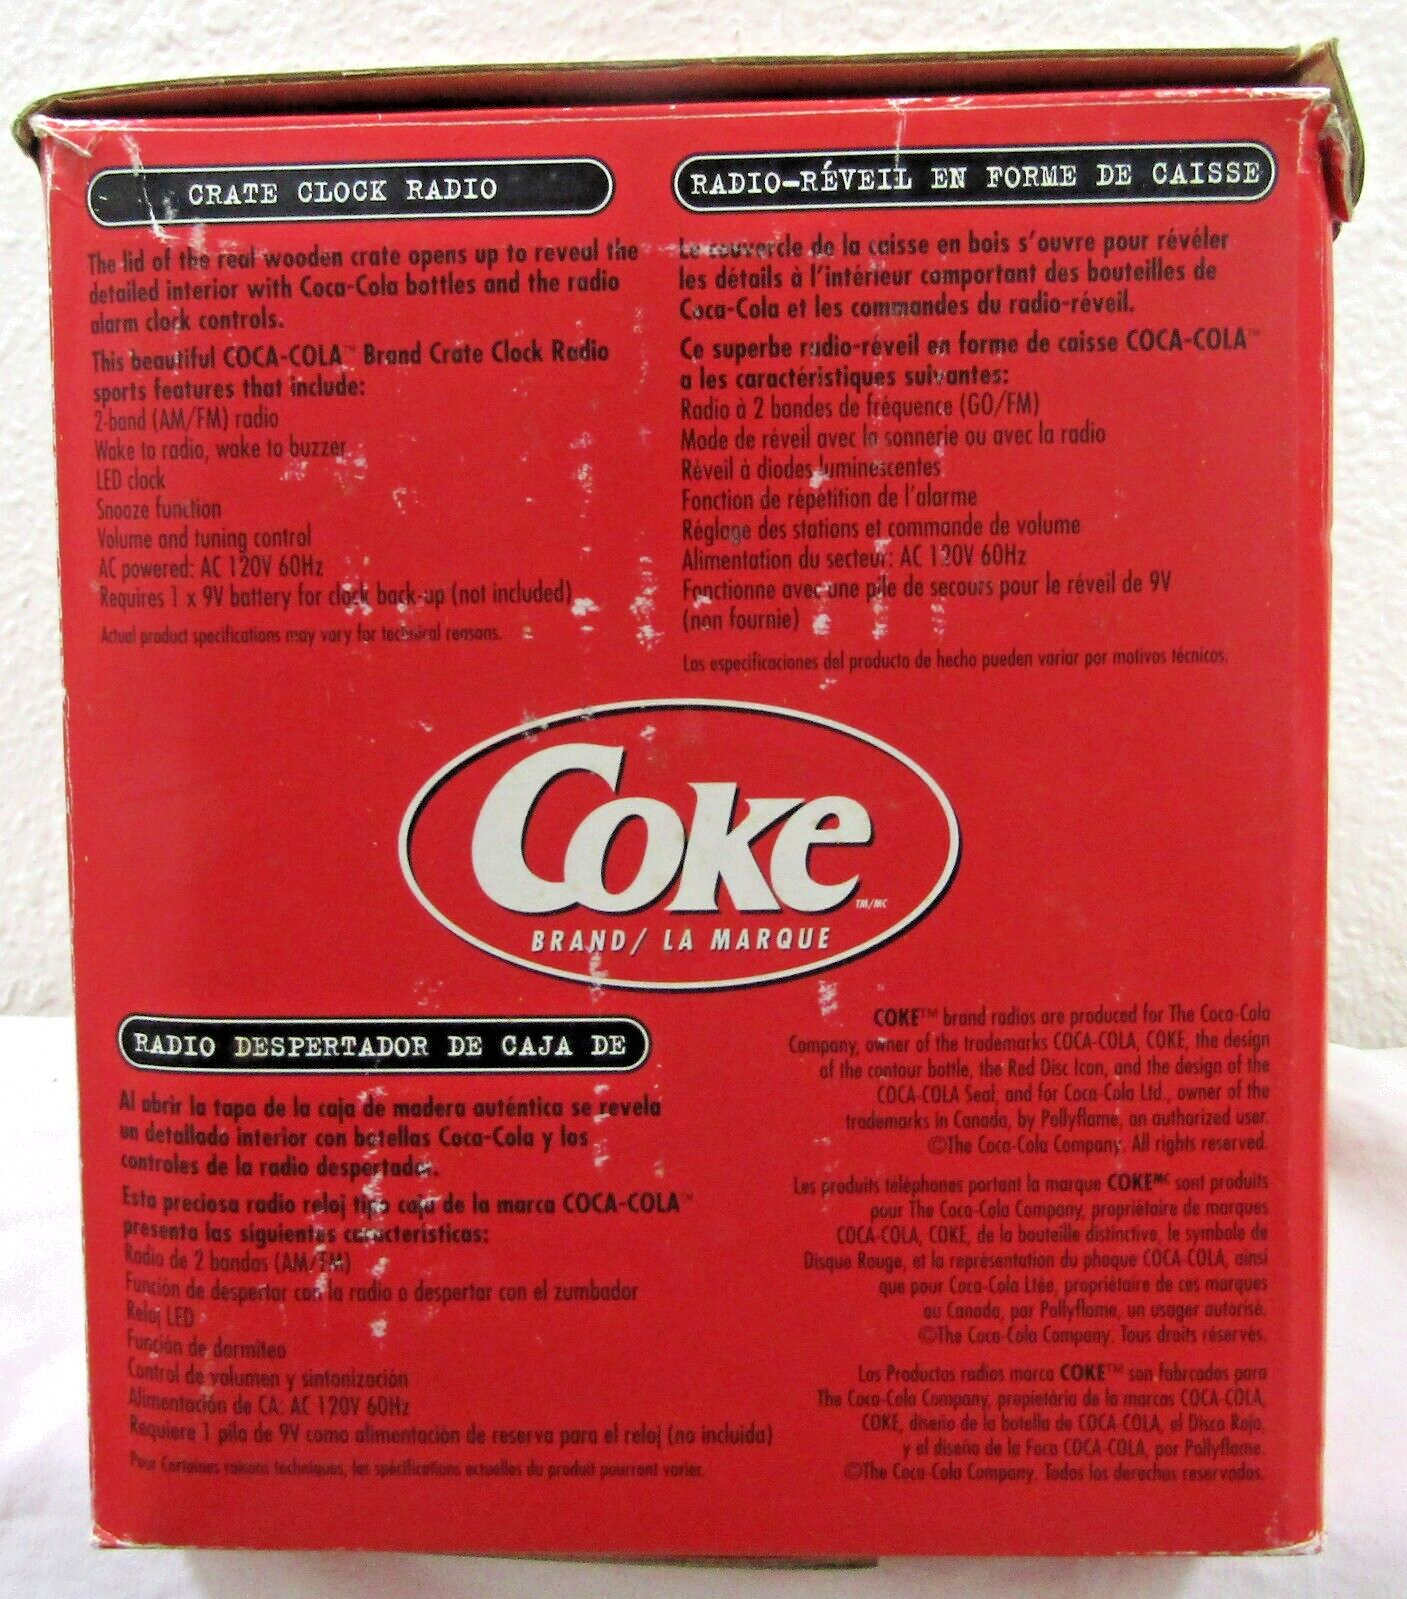 CRATE CLOCK RADIO
The lid of the real wooden crate opens up to reveal the
detailed interior with Coca-Cola bottles and the radio
alarm clock controls.
This beautiful COCA-COLA™ Brand Crate Clock Radio
sports features that include:
2-band (AM/FM) radio
Wake to radio, wake to buzzer
LED clock
Snooze function
Volume and tuning control
AC powered: AC 120V 60Hz
Requires 1 x 9V battery for clock back-up (not included)
Actual product specifications may vary for technical reasons.
RADIO-RÉVEIL EN FORME DE CAISSE
Le couvercle de la caisse en bois s'ouvre pour révéler
les détails à l'intérieur comportant des bouteilles de
Coca-Cola et les commandes du radio-réveil.
Ce superbe radio-réveil en forme de caisse COCA-COLA™
a les caractéristiques suivantes:
Radio à 2 bandes de fréquence (GO/FM)
Mode de réveil avec la sonnerie ou avec la radio
Réveil à diodes luminescentes
Fonction de répétition de l'alarme
Réglage des stations et commande de volume
Alimentation du secteur: AC 120V 60Hz
Fonctionne avec une pile de secours pour le réveil de 9V
(non fournie)
Las especificaciones del producto de hecho pueden variar por motivos técnicos.
Coke
TM/MC
BRAND/ LA MARQUE
RADIO DESPERTADOR DE CAJA DE
Al abrir la tapa de la caja de madera auténtica se revela
un detallado interior con botellas Coca-Cola y los
controles de la radio despertador.
Esta preciosa radio reloj tipo caja de la marca COCA-COLA™
presenta las siguientes características:
Radio de 2 bandas (AM/FM)
Función de despertar con la radio o despertar con el zumbador
Reloj LED
Función de dormiteo
Control de volumen y sintonización
Alimentación de CA: AC 120V 60Hz
Requiere 1 pila de 9V como alimentación de reserva para el reloj (no incluida)
Pour Certaines raisons techniques, les spécifications actuelles du produit pourront varier.
COKE™ brand radios are produced for The Coca-Cola
Company, owner of the trademarks COCA-COLA, COKE, the design
of the contour bottle, the Red Disc Icon, and the design of the
COCA-COLA Seal, and for Coca-Cola Ltd., owner of the
trademarks in Canada, by Pollyflame, an authorized user.
©The Coca-Cola Company. All rights reserved.
Les produits téléphones portant la marque COKEᴹᶜ sont produits
pour The Coca-Cola Company, propriétaire de marques
COCA-COLA, COKE, de la bouteille distinctive, le symbole de
Disque Rouge, et la représentation du phoque COCA-COLA, ainsi
que pour Coca-Cola Ltée, propriétaire de ces marques
au Canada, par Pollyflame, un usager autorisé.
©The Coca-Cola Company. Tous droits réservés.
Los Productos radios marca COKE™ son fabrcados para
The Coca-Cola Company, propietária de la marcas COCA-COLA,
COKE, diseño de la botella de COCA-COLA, el Disco Rojo,
y el diseño de la Foca COCA-COLA, por Pollyflame.
©The Coca-Cola Company. Todos los derechos reservados.